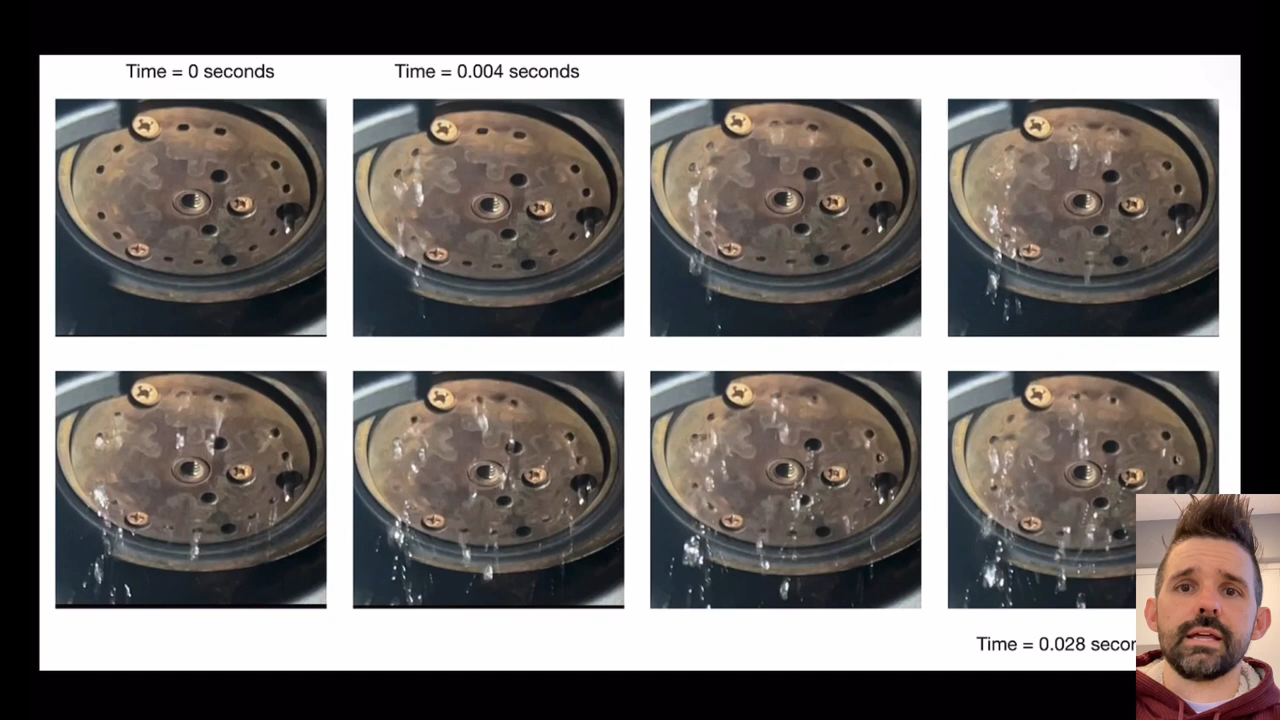 Time = 0 seconds
Time = 0.004 seconds
Time = 0.028